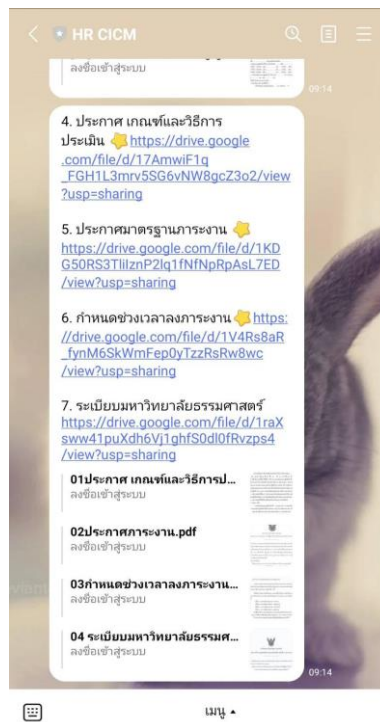 HR CICM
ลงชื่อเข้าสู่ระบบ
09:14
4. ประกาศ เกณฑ์และวิธีการ
ประเมิน ⭐https://drive.google
.com/file/d/17AmwiF1q
_FGH1L3mrv5SG6vNW8gcZ3o2/view
?usp=sharing
5. ประกาศมาตรฐานภาระงาน ⭐
https://drive.google.com/file/d/1KD
G50RS3TliIznP2lq1fNfNpRpAsL7ED
/view?usp=sharing
6. กำหนดช่วงเวลาลงภาระงาน⭐https:
//drive.google.com/file/d/1V4Rs8aR
_fynM6SkWmFep0yTzzRsRw8wc
/view?usp=sharing
7. ระเบียบมหาวิทยาลัยธรรมศาสตร์
https://drive.google.com/file/d/1raX
sww41puXdh6Vj1ghfS0dl0fRvzps4
/view?usp=sharing
01ประกาศ เกณฑ์และวิธีการป...
ลงชื่อเข้าสู่ระบบ
02ประกาศภาระงาน.pdf
ลงชื่อเข้าสู่ระบบ
03กำหนดช่วงเวลาลงภาระงาน...
ลงชื่อเข้าสู่ระบบ
04 ระเบียบมหาวิทยาลัยธรรมศ...
ลงชื่อเข้าสู่ระบบ
09:14
เมนู